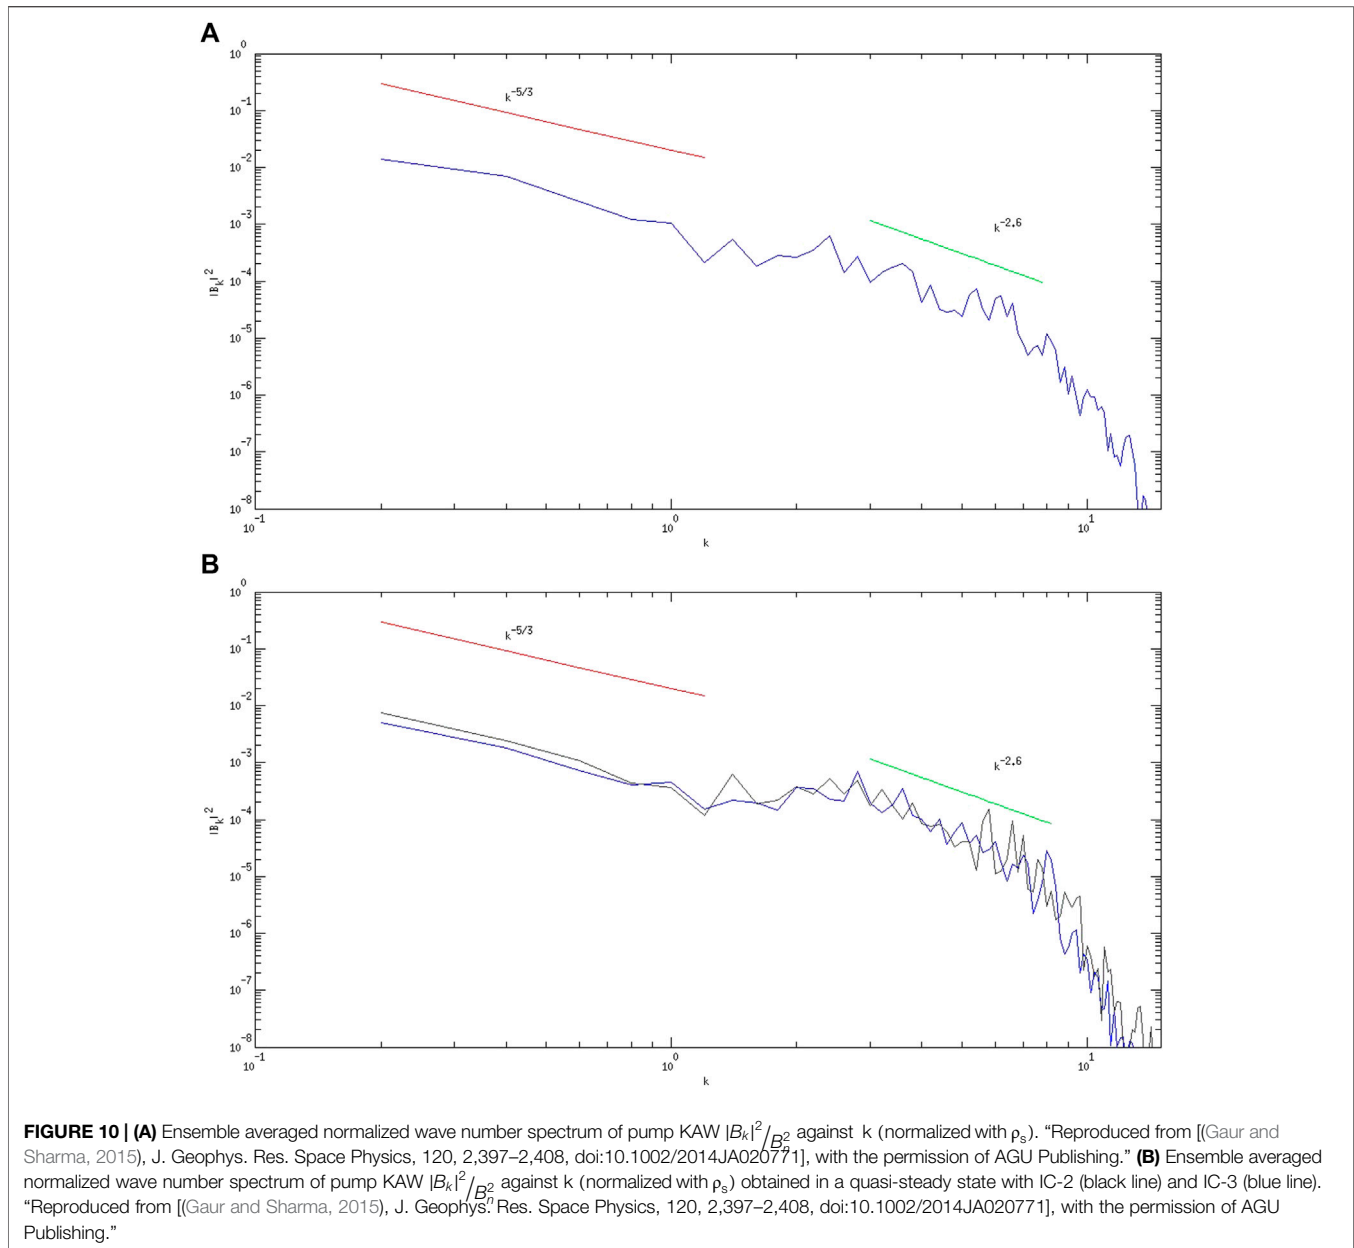 A
10^0
10^-1
k^-5/3
10^-2
10^-3
k^-2.6
|B_k|^2
10^-4
10^-5
10^-6
10^-7
10^-8
10^-1
10^0
10^1
k
B
10^0
k^-5/3
10^-1
10^-2
10^-3
k^-2.6
|B_k|^2
10^-4
10^-5
10^-6
10^-7
10^-8
10^-1
10^0
10^1
k
FIGURE 10 | (A) Ensemble averaged normalized wave number spectrum of pump KAW |B_k|^2/B_n^2 against k (normalized with ρ_s). “Reproduced from [(Gaur and
Sharma, 2015), J. Geophys. Res. Space Physics, 120, 2,397–2,408, doi:10.1002/2014JA020771], with the permission of AGU Publishing.” (B) Ensemble averaged
normalized wave number spectrum of pump KAW |B_k|^2/B_n^2 against k (normalized with ρ_s) obtained in a quasi-steady state with IC-2 (black line) and IC-3 (blue line).
“Reproduced from [(Gaur and Sharma, 2015), J. Geophys. Res. Space Physics, 120, 2,397–2,408, doi:10.1002/2014JA020771], with the permission of AGU
Publishing.”